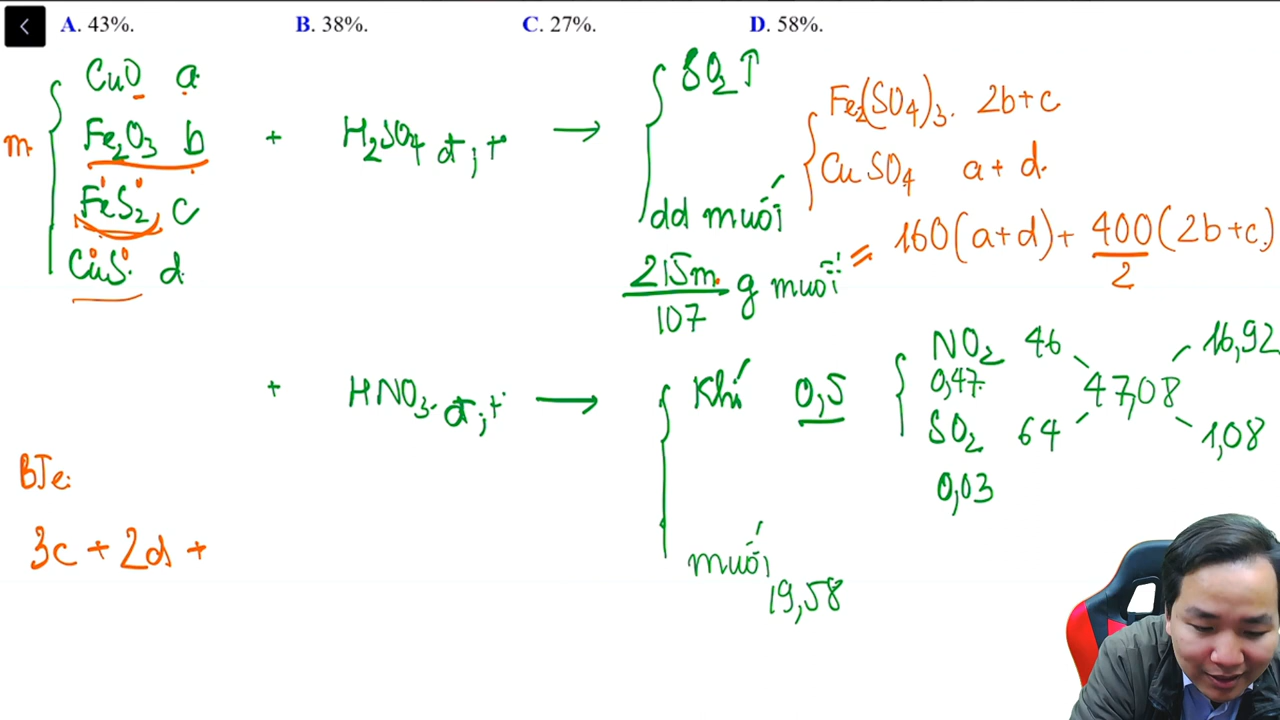 A. 43%. B. 38%. C. 27%. D. 58%.
m
CuO a
Fe2O3 b
FeS2 c
CuS d
+ H2SO4 đ, t° →
SO2 ↑
dd muối
Fe2(SO4)3. 2b+c
CuSO4 a + d
215m/107 g muối = 160(a+d) + 400/2 (2b+c)
+ HNO3 đ, t° →
Khí 0,5
NO2 46
0,47
SO2 64
0,03
47,08
16,92
1,08
muối
19,58
BTe:
3c + 2d +